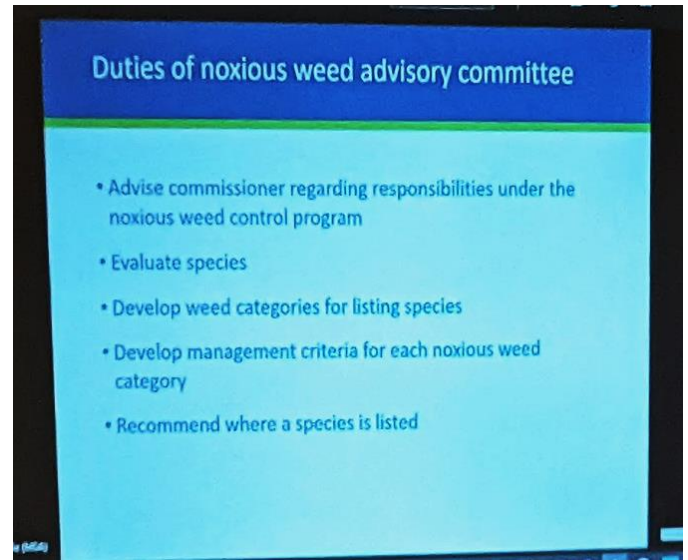 Duties of noxious weed advisory committee
• Advise commissioner regarding responsibilities under the
noxious weed control program
• Evaluate species
• Develop weed categories for listing species
• Develop management criteria for each noxious weed
category
• Recommend where a species is listed